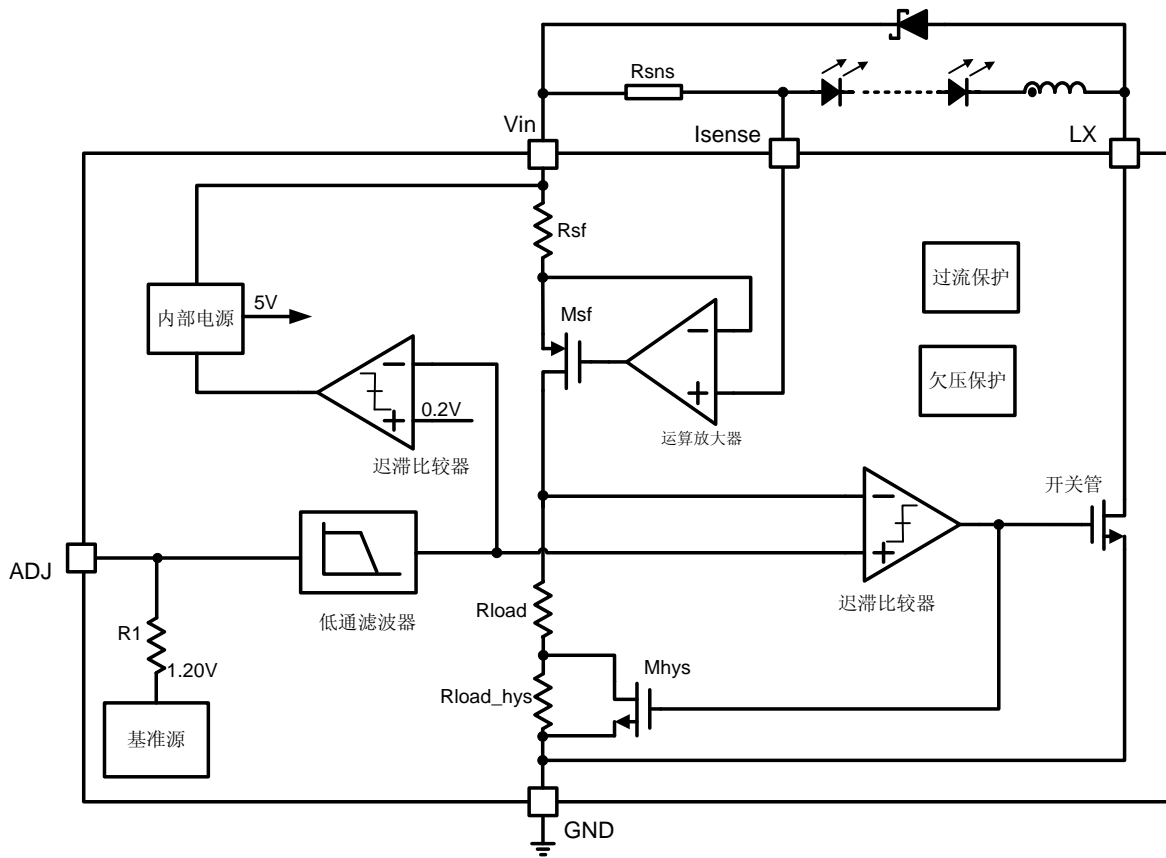 Rsns
Vin
Isense
LX
Rsf
过流保护
内部电源
5V
Msf
欠压保护
0.2V
运算放大器
迟滞比较器
开关管
ADJ
低通滤波器
Rload
迟滞比较器
R1
1.20V
Mhys
Rload_hys
基准源
GND